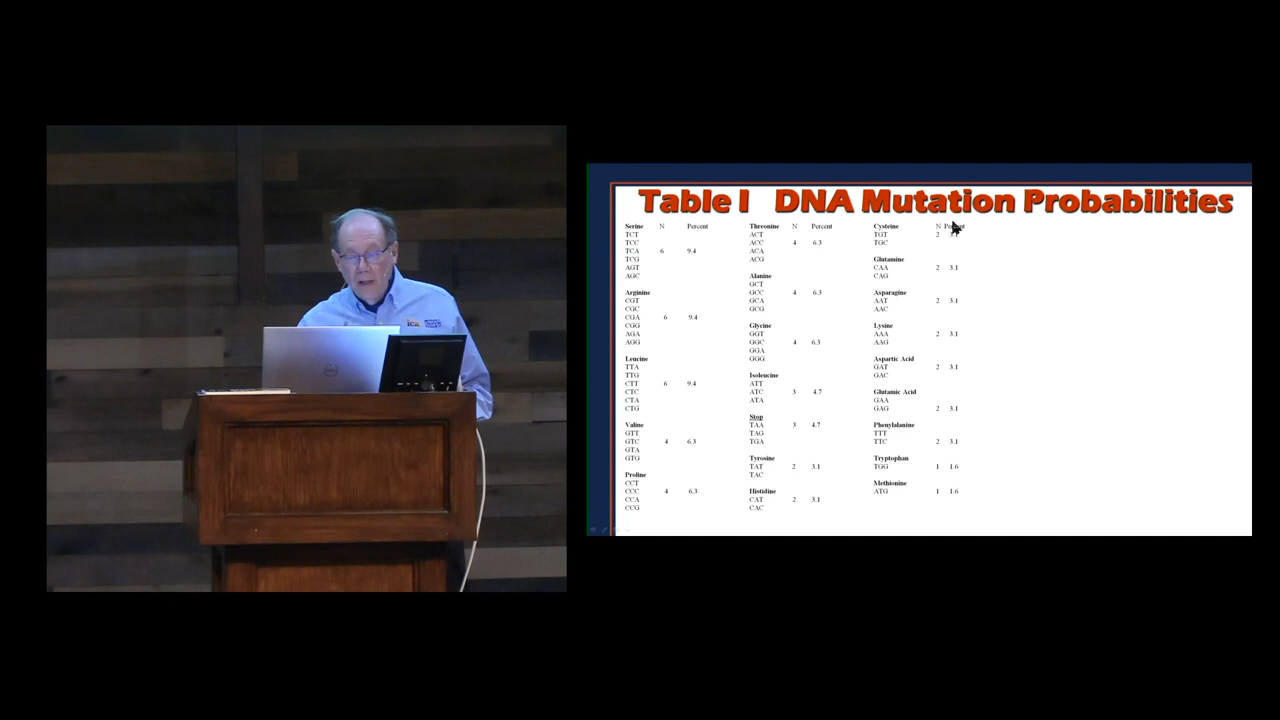 Table I DNA Mutation Probabilities
Serine N Percent
TCT
TCC
TCA 6 9.4
TCG
AGT
AGC
Arginine
CGT
CGC
CGA 6 9.4
CGG
AGA
AGG
Leucine
TTA
TTG
CTT 6 9.4
CTC
CTA
CTG
Valine
GTT
GTC 4 6.3
GTA
GTG
Proline
CCT
CCC 4 6.3
CCA
CCG
Threonine N Percent
ACT
ACC 4 6.3
ACA
ACG
Alanine
GCT
GCC 4 6.3
GCA
GCG
Glycine
GGT
GGC 4 6.3
GGA
GGG
Isoleucine
ATT
ATC 3 4.7
ATA
Stop
TAA 3 4.7
TAG
TGA
Tyrosine
TAT 2 3.1
TAC
Histidine
CAT 2 3.1
CAC
Cysteine N Percent
TGT 2 3.1
TGC
Glutamine
CAA 2 3.1
CAG
Asparagine
AAT 2 3.1
AAC
Lysine
AAA 2 3.1
AAG
Aspartic Acid
GAT 2 3.1
GAC
Glutamic Acid
GAA
GAG 2 3.1
Phenylalanine
TTT
TTC 2 3.1
Tryptophan
TGG 1 1.6
Methionine
ATG 1 1.6